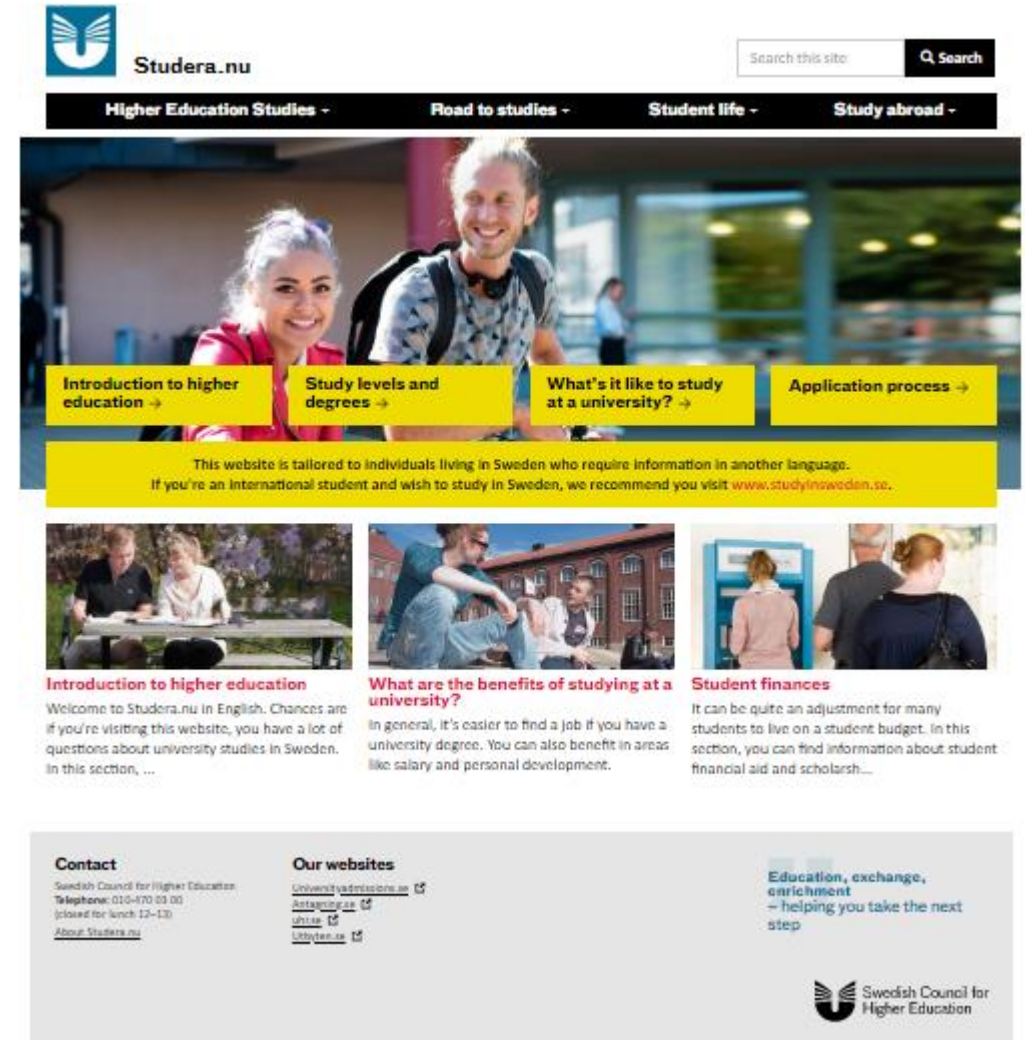 Studera.nu
Search this site
Search
Higher Education Studies
Road to studies
Student life
Study abroad
Introduction to higher
education →
Study levels and
degrees →
What's it like to study
at a university? →
Application process →
This website is tailored to individuals living in Sweden who require information in another language.
If you're an international student and wish to study in Sweden, we recommend you visit www.studyinsweden.se.
Introduction to higher education
Welcome to Studera.nu in English. Chances are
if you're visiting this website, you have a lot of
questions about university studies in Sweden.
In this section, ...
What are the benefits of studying at a
university?
In general, it's easier to find a job if you have a
university degree. You can also benefit in areas
like salary and personal development.
Student finances
It can be quite an adjustment for many
students to live on a student budget. In this
section, you can find information about student
financial aid and scholarsh...
Contact
Swedish Council for Higher Education
Telephone: 010-470 03 00
(closed for lunch 12–13)
About Studera.nu
Our websites
Universityadmissions.se
Antagning.se
uhr.se
Utbyten.se
Education, exchange,
enrichment
– helping you take the next
step
Swedish Council for
Higher Education